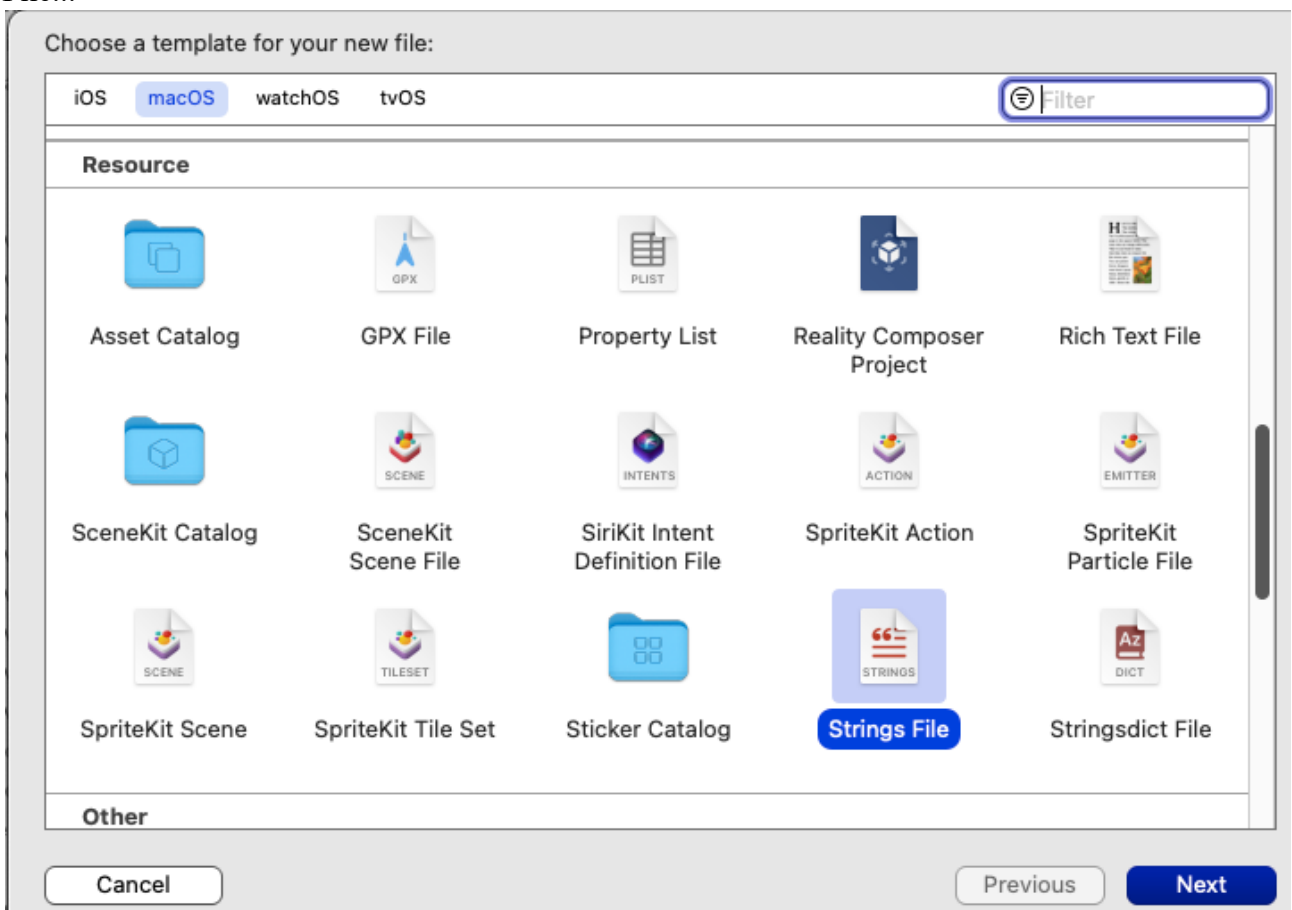 Choose a template for your new file:
iOS macOS watchOS tvOS Filter
Resource
GPX PLIST H
Asset Catalog GPX File Property List Reality Composer Project Rich Text File
SCENE INTENTS ACTION EMITTER
SceneKit Catalog SceneKit Scene File SiriKit Intent Definition File SpriteKit Action SpriteKit Particle File
SCENE TILESET STRINGS Az DICT
SpriteKit Scene SpriteKit Tile Set Sticker Catalog Strings File Stringsdict File
Other
Cancel Previous Next